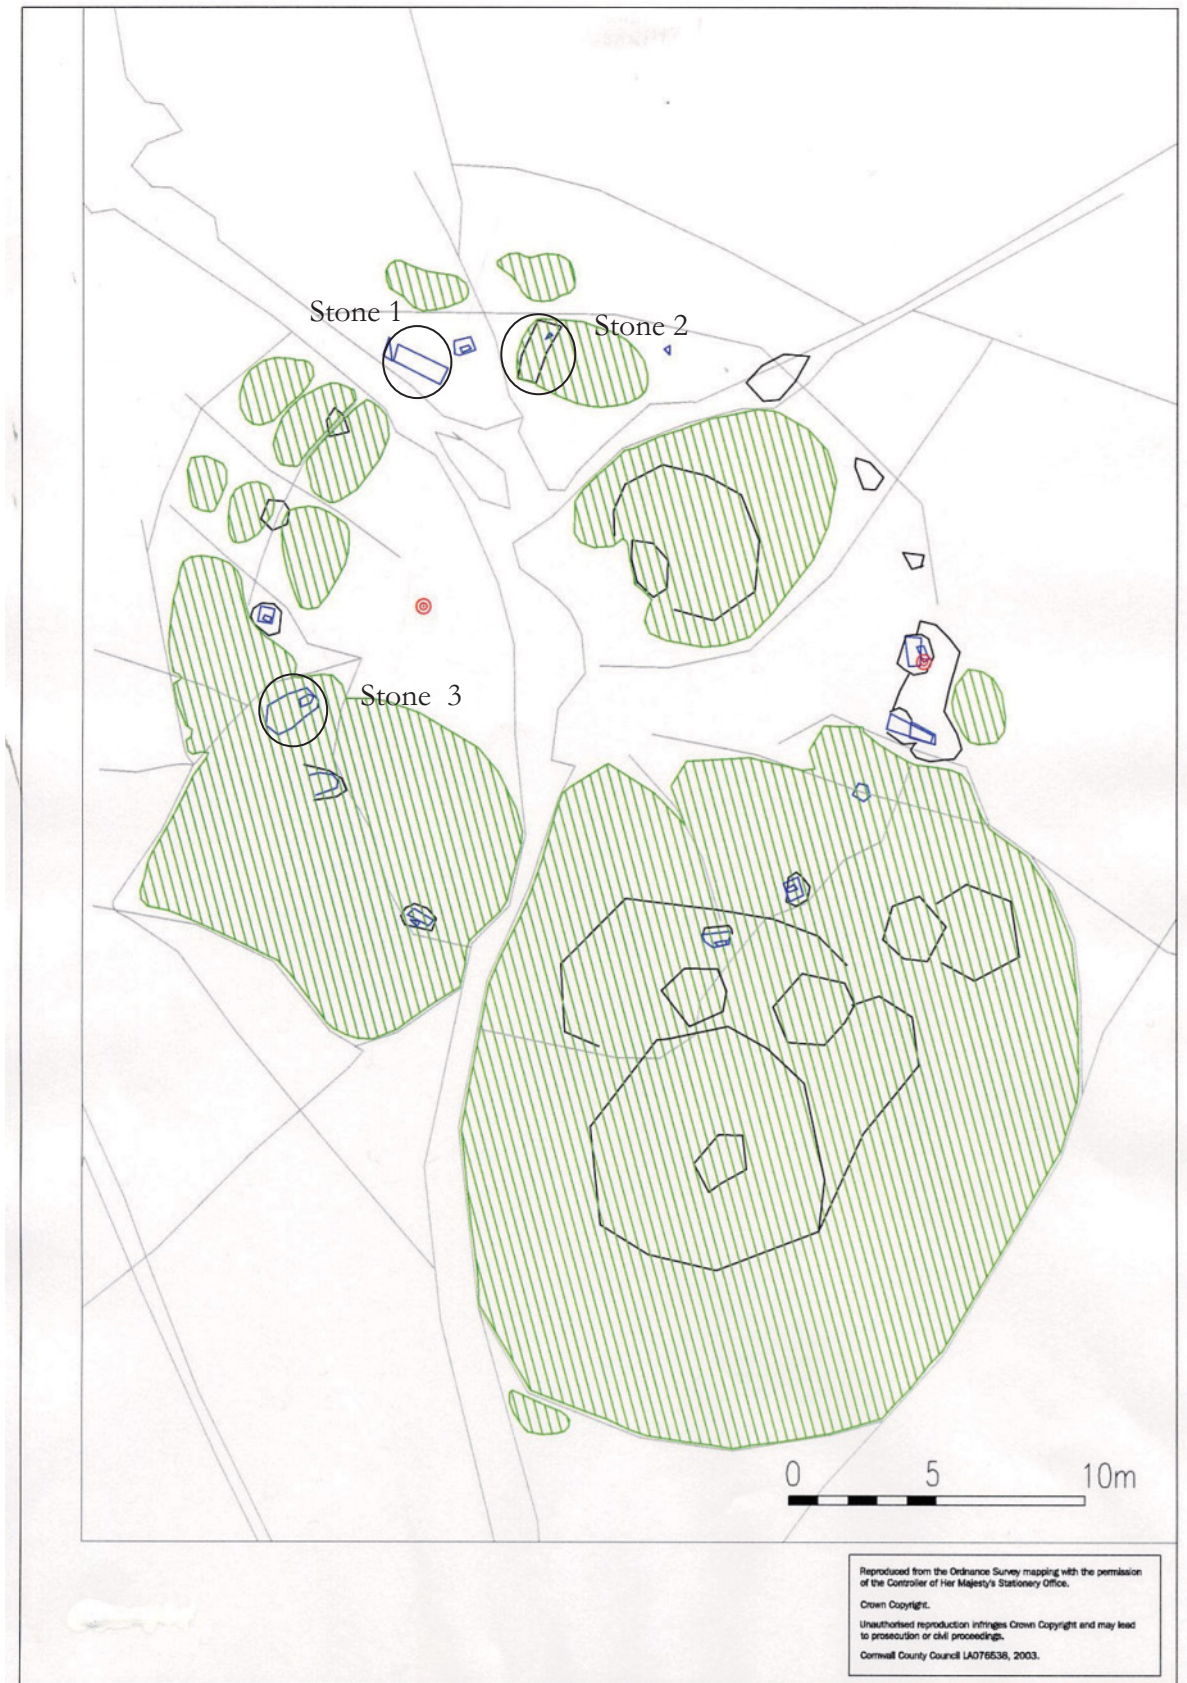 Stone 1
Stone 2
Stone 3
0 5 10m
Reproduced from the Ordnance Survey mapping with the permission
of the Controller of Her Majesty's Stationery Office.
Crown Copyright.
Unauthorised reproduction infringes Crown Copyright and may lead
to prosecution or civil proceedings.
Cornwall County Council LA076538, 2003.